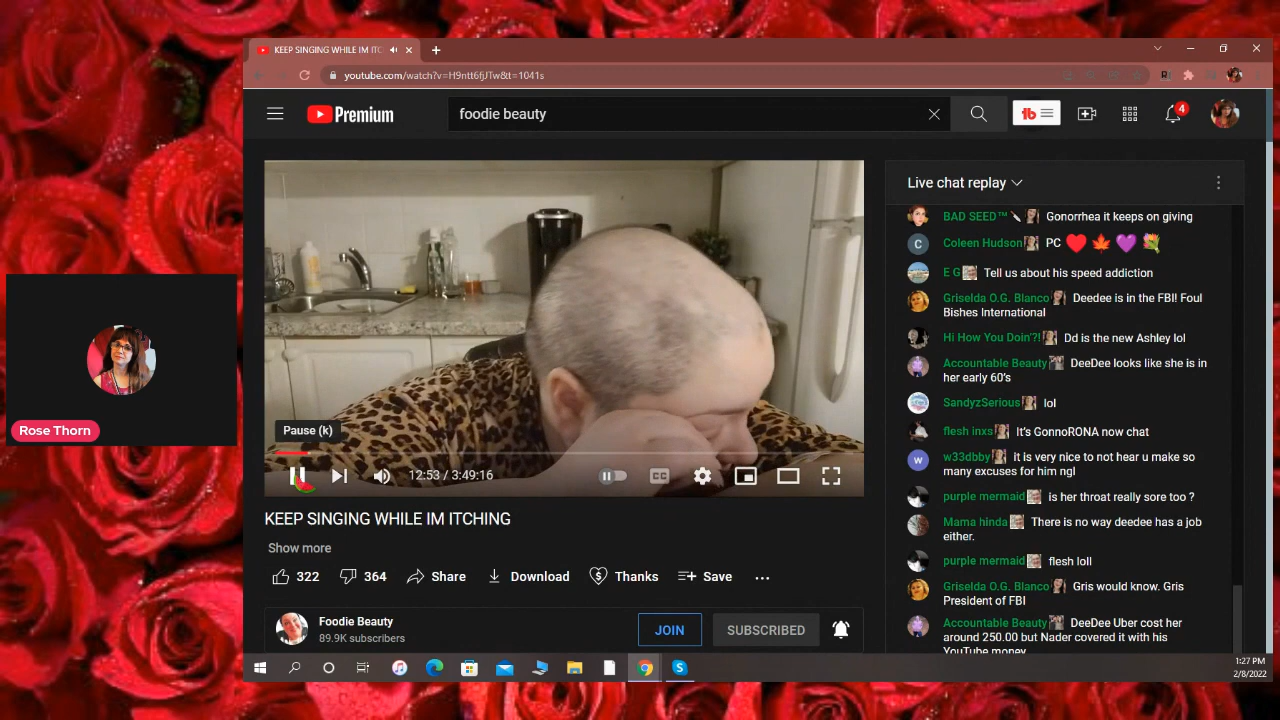 KEEP SINGING WHILE IM ITC
youtube.com/watch?v=H9ntt6fjJTw&t=1041s
Premium
foodie beauty
4
Live chat replay
BAD SEED™ Gonorrhea it keeps on giving
Coleen Hudson PC
C
E G Tell us about his speed addiction
Griselda O.G. Blanco Deedee is in the FBI! Foul
Bishes International
Hi How You Doin'?! Dd is the new Ashley lol
Accountable Beauty DeeDee looks like she is in
her early 60's
SandyzSerious lol
flesh inxs It's GonnoRONA now chat
w33dbby it is very nice to not hear u make so
w
many excuses for him ngl
purple mermaid is her throat really sore too ?
Mama hinda There is no way deedee has a job
either.
purple mermaid flesh loll
Griselda O.G. Blanco Gris would know. Gris
President of FBI
Accountable Beauty DeeDee Uber cost her
around 250.00 but Nader covered it with his
YouTube money
Rose Thorn
Pause (k)
12:53 / 3:49:16
CC
KEEP SINGING WHILE IM ITCHING
Show more
322 364 Share Download Thanks Save
Foodie Beauty
89.9K subscribers
JOIN SUBSCRIBED
1:27 PM
2/8/2022